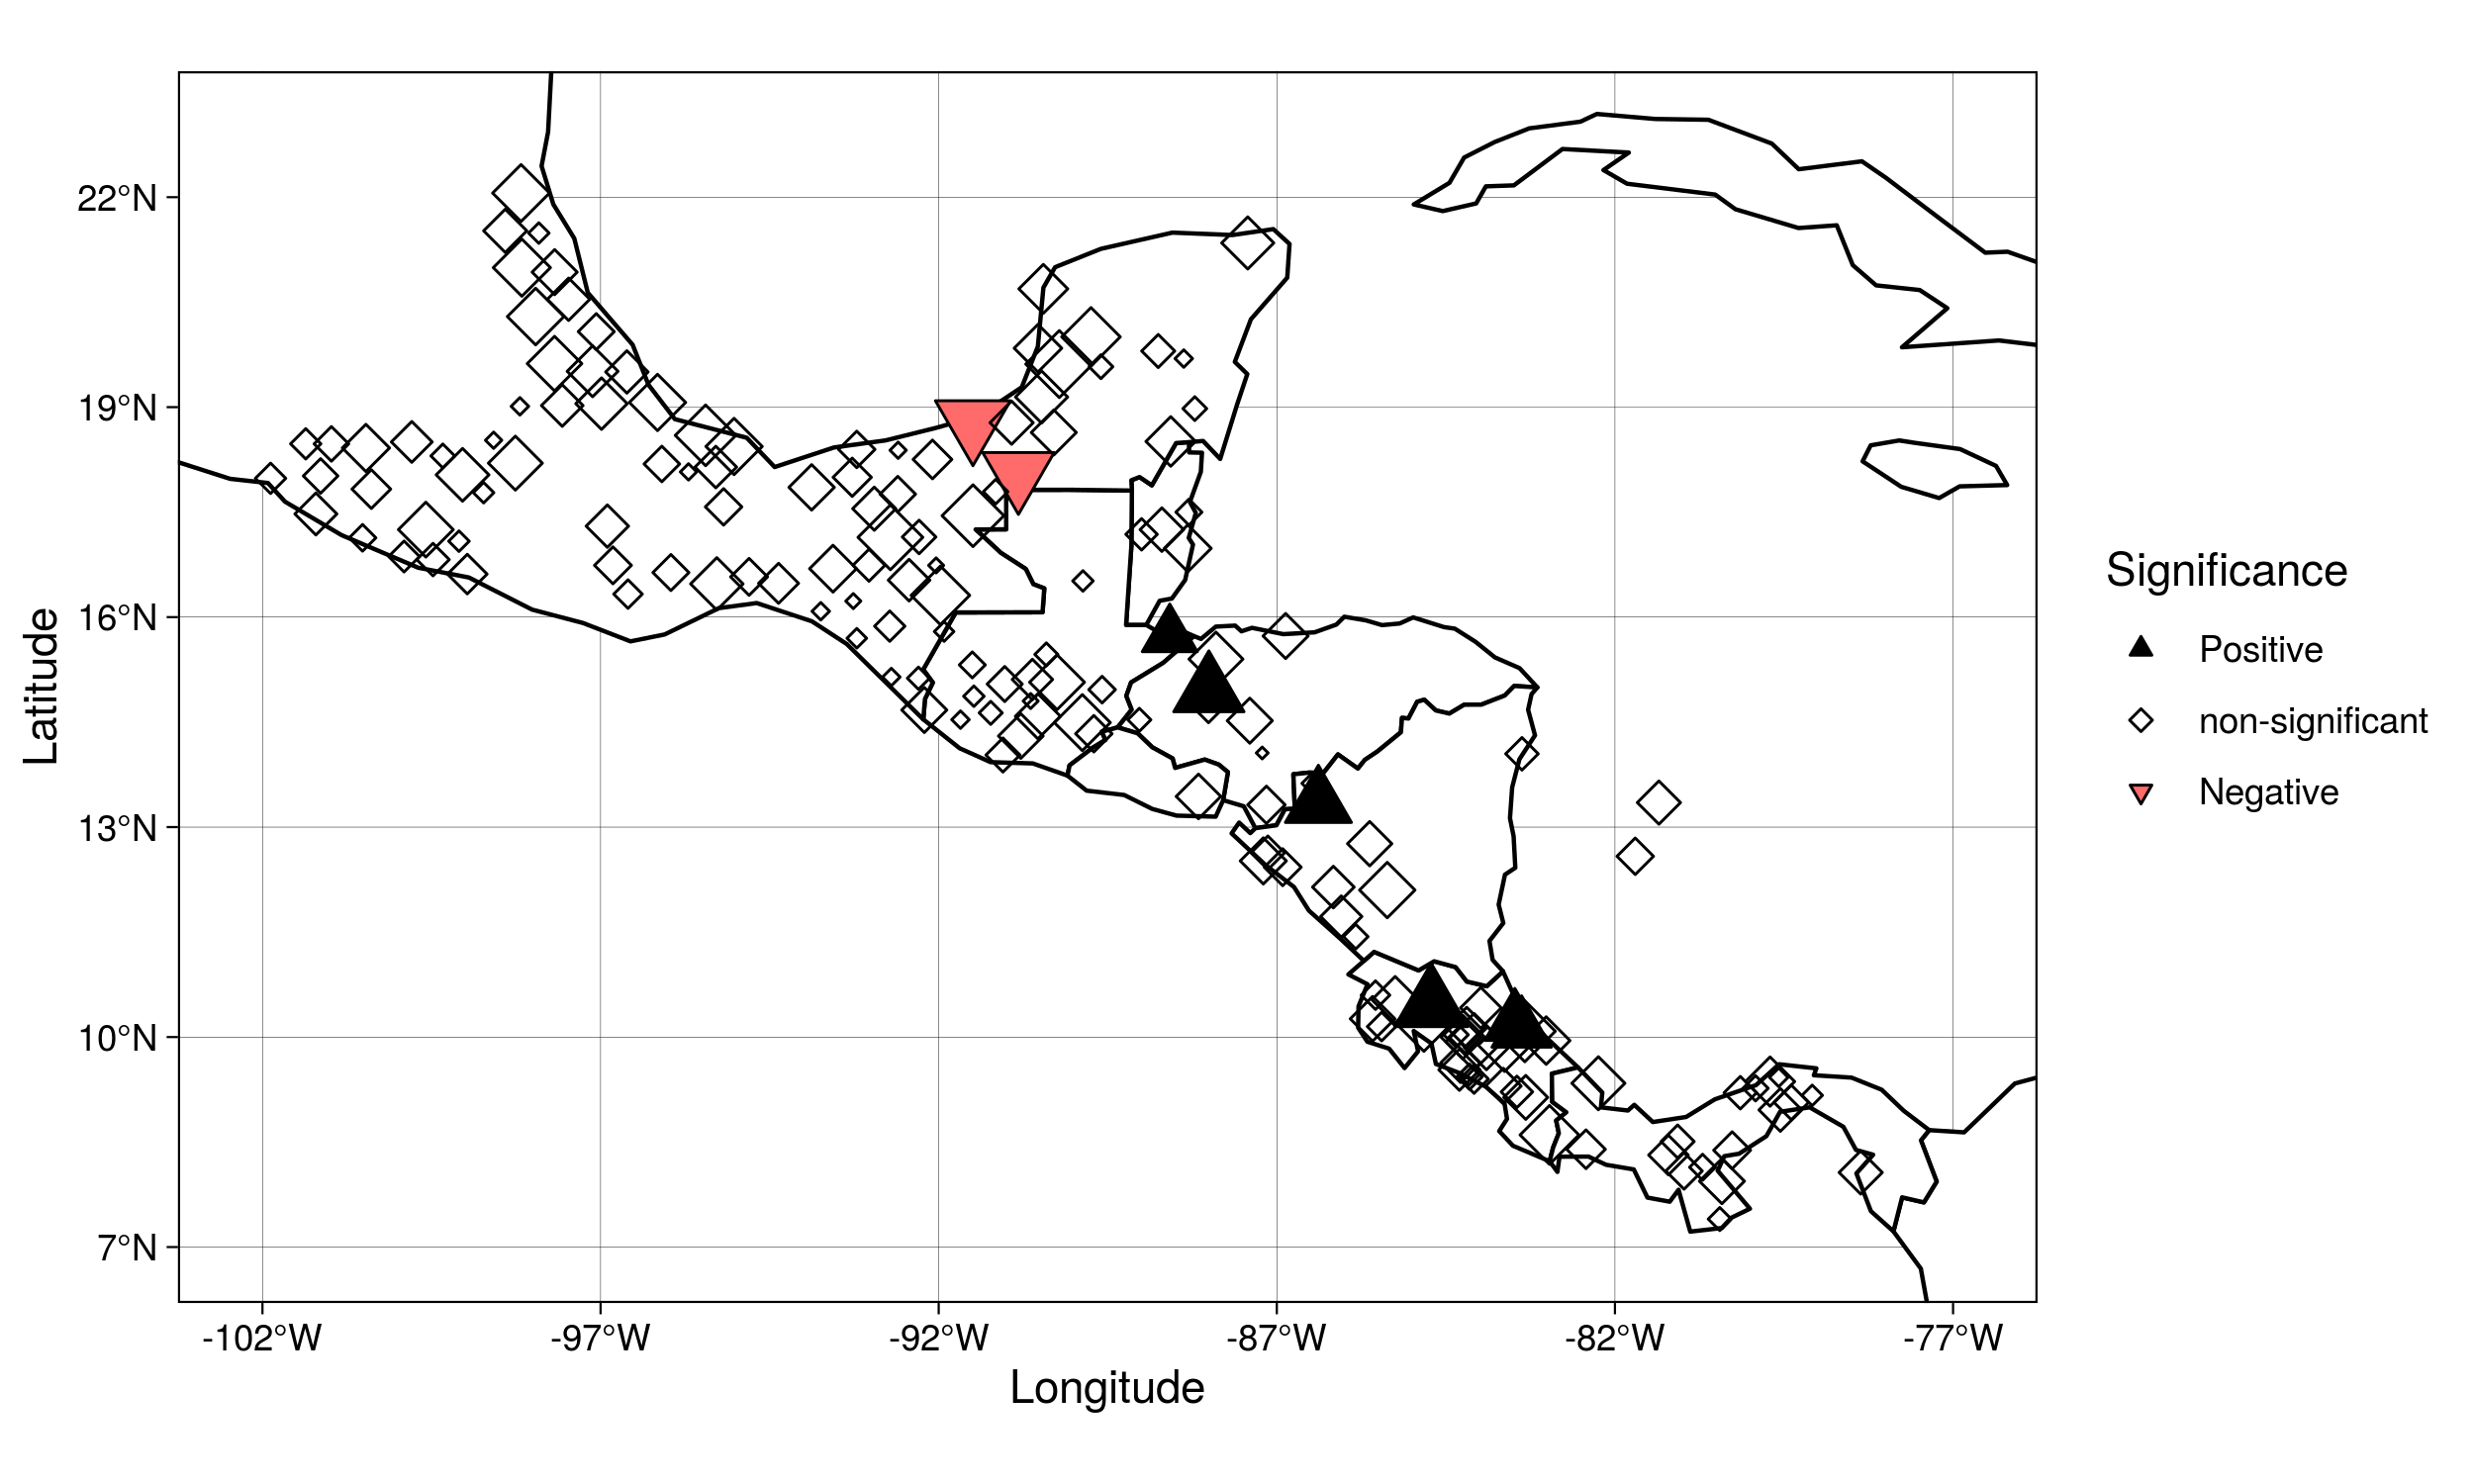 22°N
19°N
16°N
13°N
10°N
7°N
Latitude
-102°W
-97°W
-92°W
-87°W
-82°W
-77°W
Longitude
Significance
Positive
non-significant
Negative